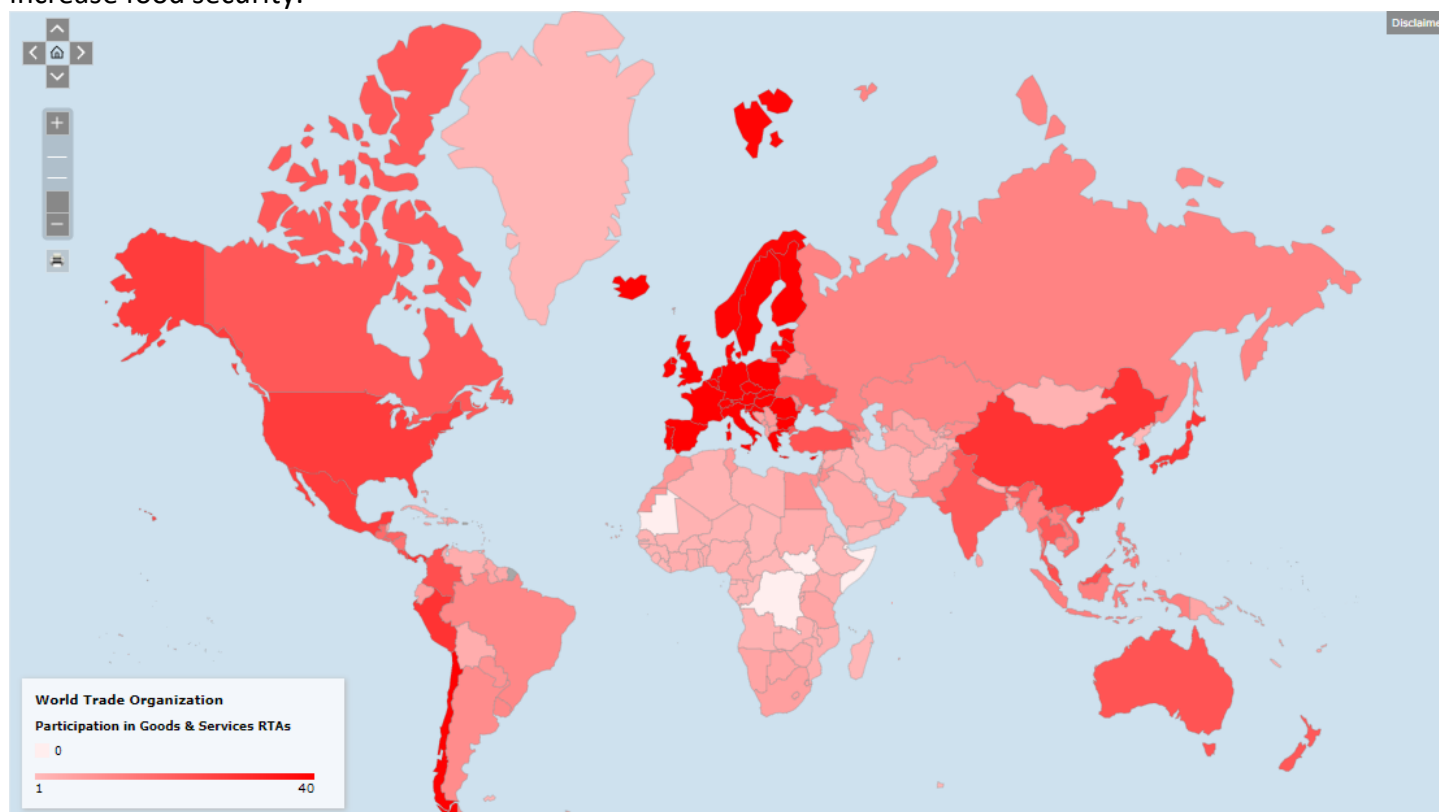 increase food security.
Disclaime
World Trade Organization
Participation in Goods & Services RTAs
0
1 40